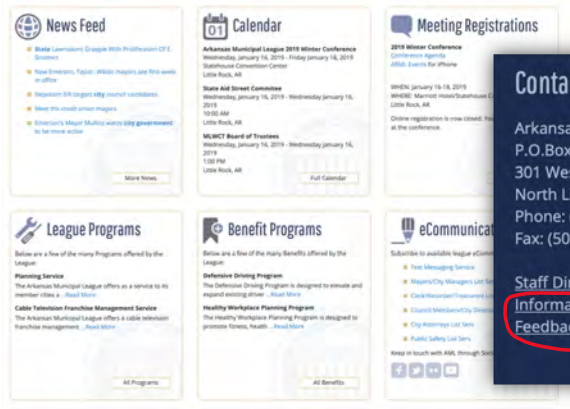 News Feed
State Lawmakers Grapple With Proliferation Of E-
Scooters
New Emerson, Taylor, Wilkin mayors are first week
in office
Nepotism bill targets city council candidates
Meet the credit union mayors
Emerson's Mayor Muñoz wants city government
to be more active
More News
Calendar
Arkansas Municipal League 2019 Winter Conference
Wednesday, January 16, 2019 - Friday January 18, 2019
Statehouse Convention Center
Little Rock, AR
State Aid Street Committee
Wednesday, January 16, 2019 - Wednesday January 16,
2019
10:00 AM
Little Rock, AR
MLWCT Board of Trustees
Wednesday, January 16, 2019 - Wednesday January 16,
2019
1:00 PM
Little Rock, AR
Full Calendar
Meeting Registrations
2019 Winter Conference
Conference Agenda
Events for iPhone
WHEN: January 16-18, 2019
WHERE: Marriott Hotel/Statehouse C
Little Rock, AR
Online registration is now closed. You
at the conference.
League Programs
Below are a few of the many Programs offered by the
League:
Planning Service
The Arkansas Municipal League offers as a service to its
member cities a ...Read More
Cable Television Franchise Management Service
The Arkansas Municipal League offers a cable television
franchise management ...Read More
All Programs
Benefit Programs
Below are a few of the many Benefits offered by the
League:
Defensive Driving Program
The Defensive Driving Program is designed to elevate and
expand existing driver ...Read More
Healthy Workplace Planning Program
The Healthy Workplace Planning Program is designed to
promote fitness, health ...Read More
All Benefits
eCommunicat
Subscribe to available league eComm
Text Messaging Service
Mayors/City Managers List Se
Clerk/Recorder/Treasurers Lis
Council Members/City Directo
City Attorneys List Serv
Public Safety List Serv
Keep in touch with AML through Soci
Conta
Arkansa
P.O.Box
301 Wes
North L
Phone:
Fax: (50
Staff Di
Informa
Feedbac